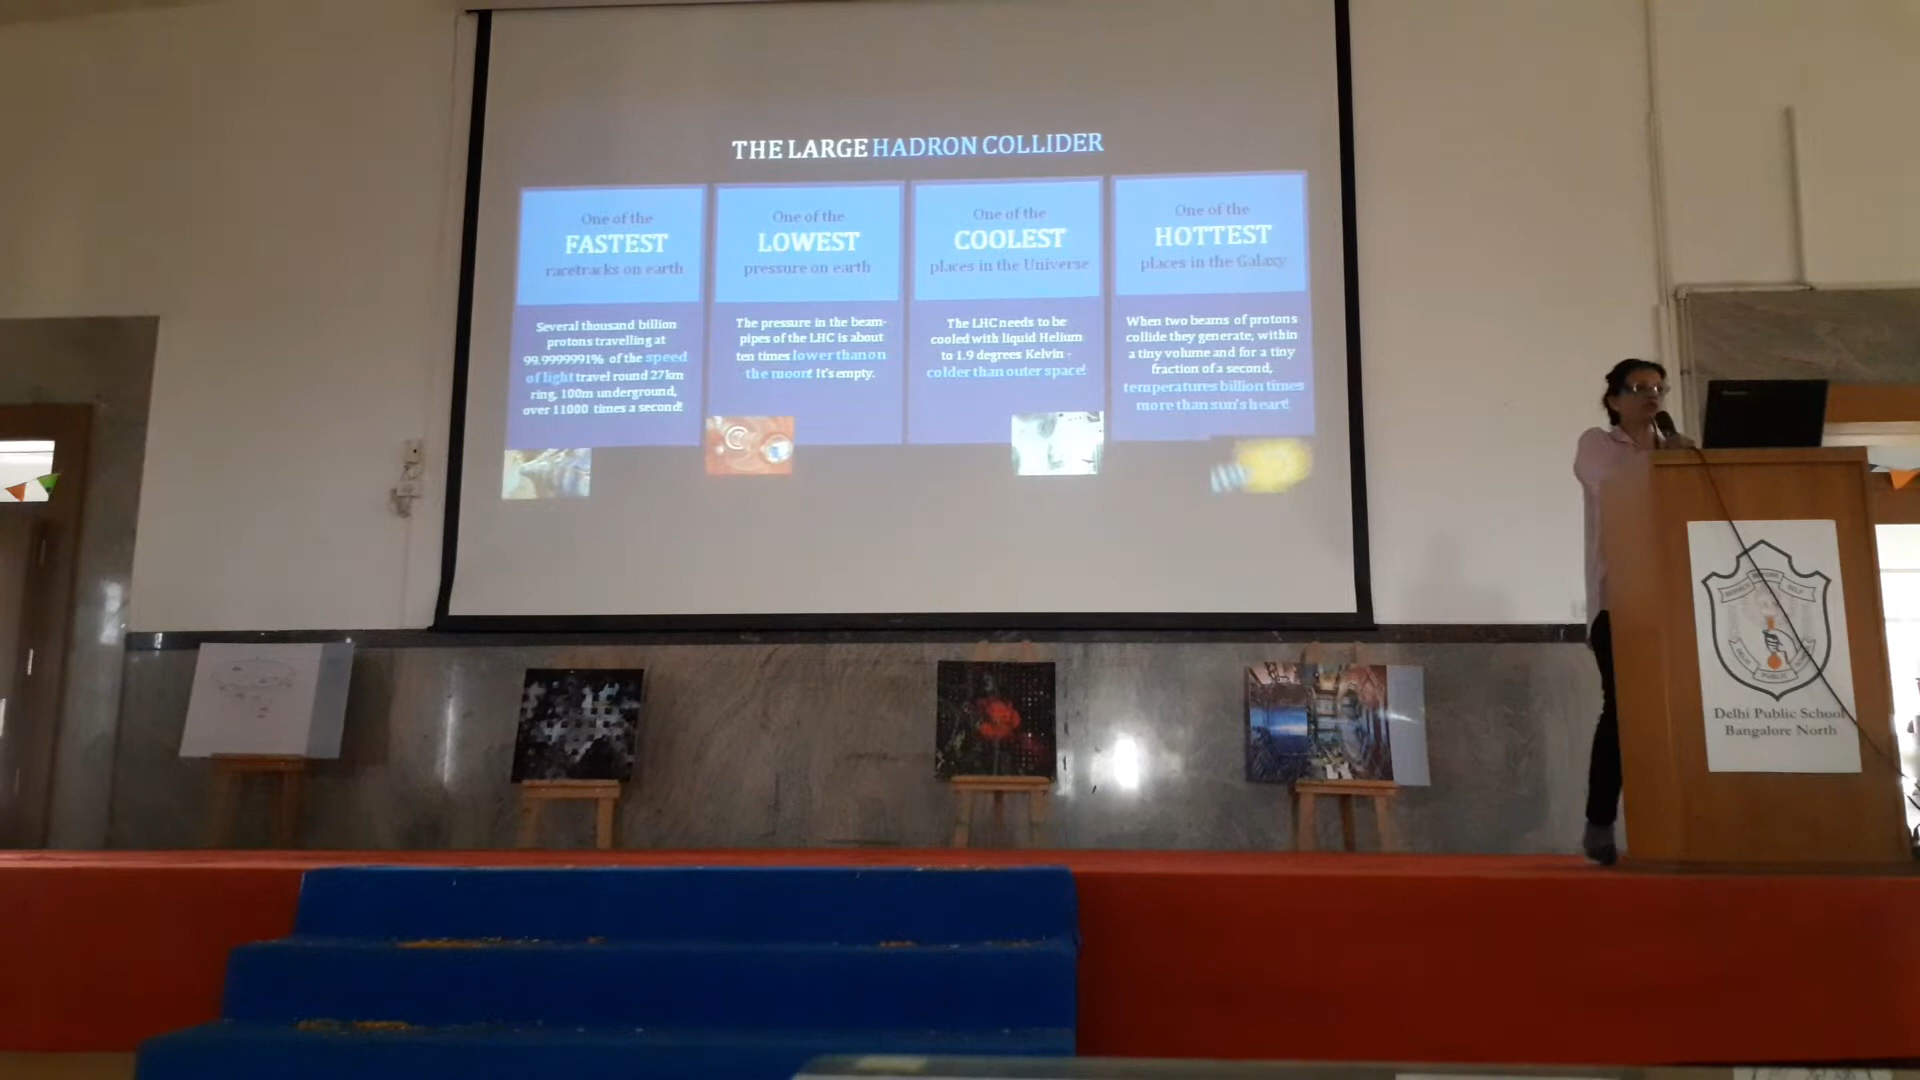 THE LARGE HADRON COLLIDER
One of the
FASTEST
racetracks on earth
Several thousand billion
protons travelling at
99.9999991% of the speed
of light travel round 27km
ring, 100m underground,
over 11000 times a second!
One of the
LOWEST
pressure on earth
The pressure in the beam-
pipes of the LHC is about
ten times lower than on
the moon! It's empty.
One of the
COOLEST
places in the Universe
The LHC needs to be
cooled with liquid Helium
to 1.9 degrees Kelvin -
colder than outer space!
One of the
HOTTEST
places in the Galaxy
When two beams of protons
collide they generate, within
a tiny volume and for a tiny
fraction of a second,
temperatures billion times
more than sun's heart!
SERVICE BEFORE SELF
DELHI PUBLIC SCHOOL
Delhi Public School
Bangalore North